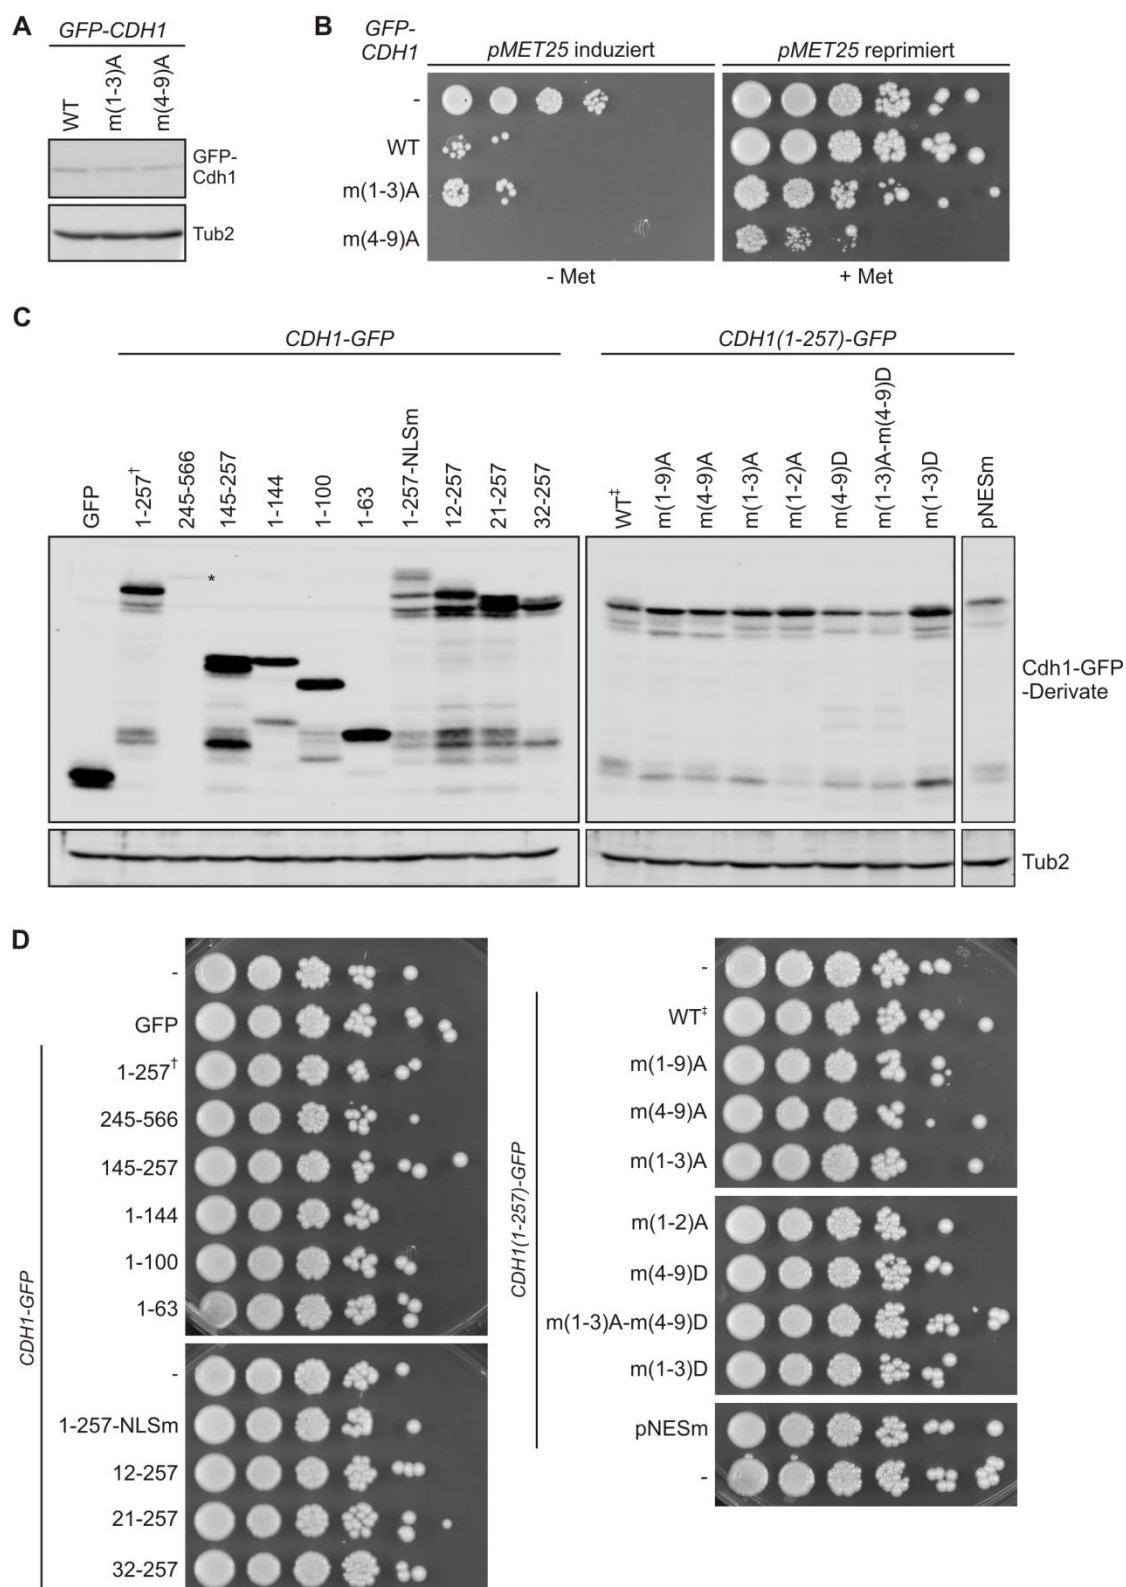 A
GFP-CDH1
WT
m(1-3)A
m(4-9)A
GFP-
Cdh1
Tub2
B
GFP-
CDH1
pMET25 induziert
pMET25 reprimiert
-
WT
m(1-3)A
m(4-9)A
- Met
+ Met
C
CDH1-GFP
CDH1(1-257)-GFP
GFP
1-257†
245-566
145-257
1-144
1-100
1-63
1-257-NLSm
12-257
21-257
32-257
WT‡
m(1-9)A
m(4-9)A
m(1-3)A
m(1-2)A
m(4-9)D
m(1-3)A-m(4-9)D
m(1-3)D
pNESm
*
Cdh1-GFP
-Derivate
Tub2
D
CDH1-GFP
-
GFP
1-257†
245-566
145-257
1-144
1-100
1-63
-
1-257-NLSm
12-257
21-257
32-257
CDH1(1-257)-GFP
-
WT‡
m(1-9)A
m(4-9)A
m(1-3)A
m(1-2)A
m(4-9)D
m(1-3)A-m(4-9)D
m(1-3)D
pNESm
-